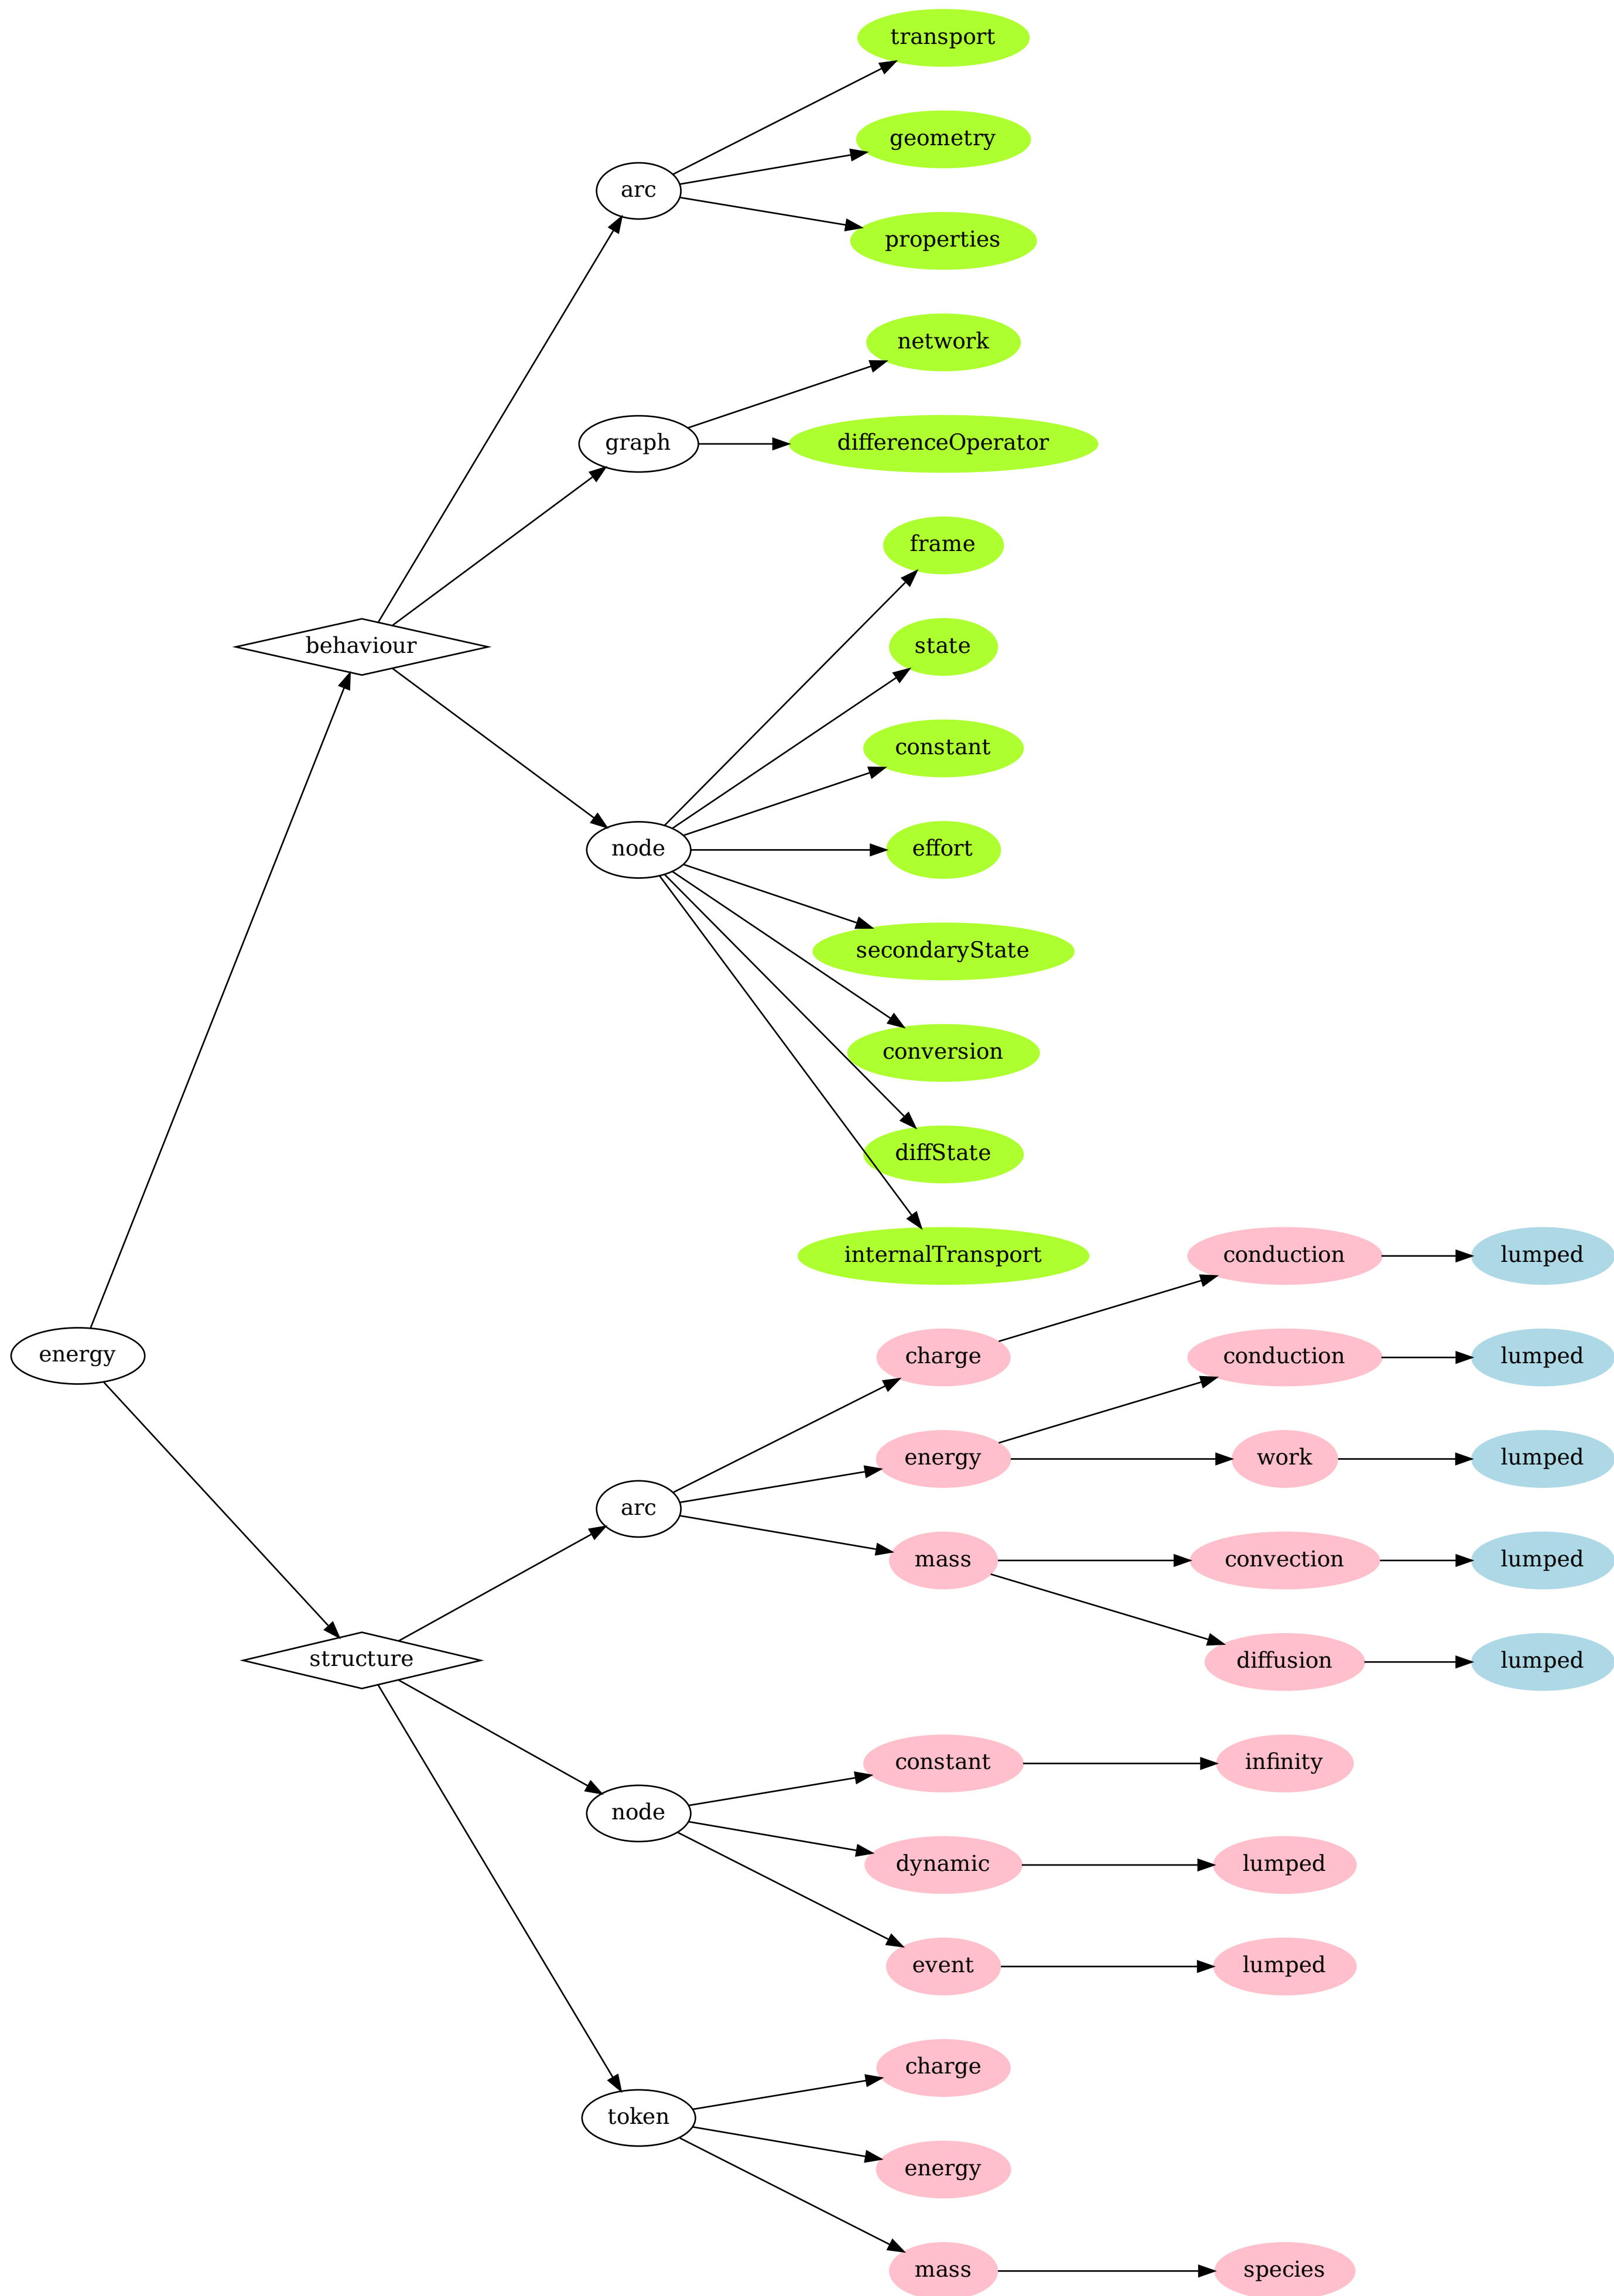 transport
geometry
arc
properties
network
graph
differenceOperator
frame
behaviour
state
constant
node
effort
secondaryState
conversion
diffState
internalTransport
conduction
lumped
energy
charge
conduction
lumped
energy
work
lumped
arc
mass
convection
lumped
structure
diffusion
lumped
constant
infinity
node
dynamic
lumped
event
lumped
charge
token
energy
mass
species